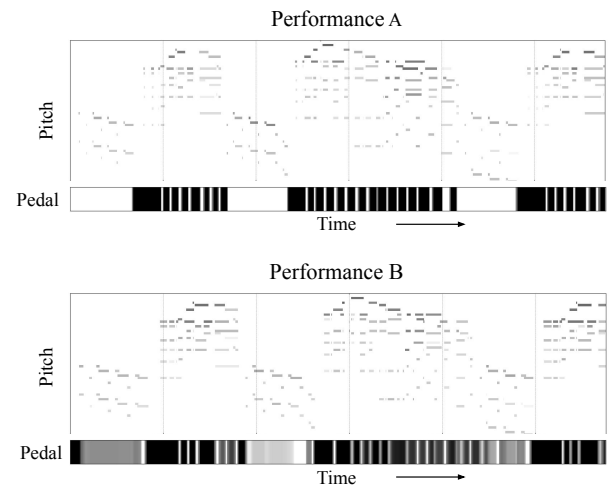 Performance A
Pitch
Pedal
Time
Performance B
Pitch
Pedal
Time